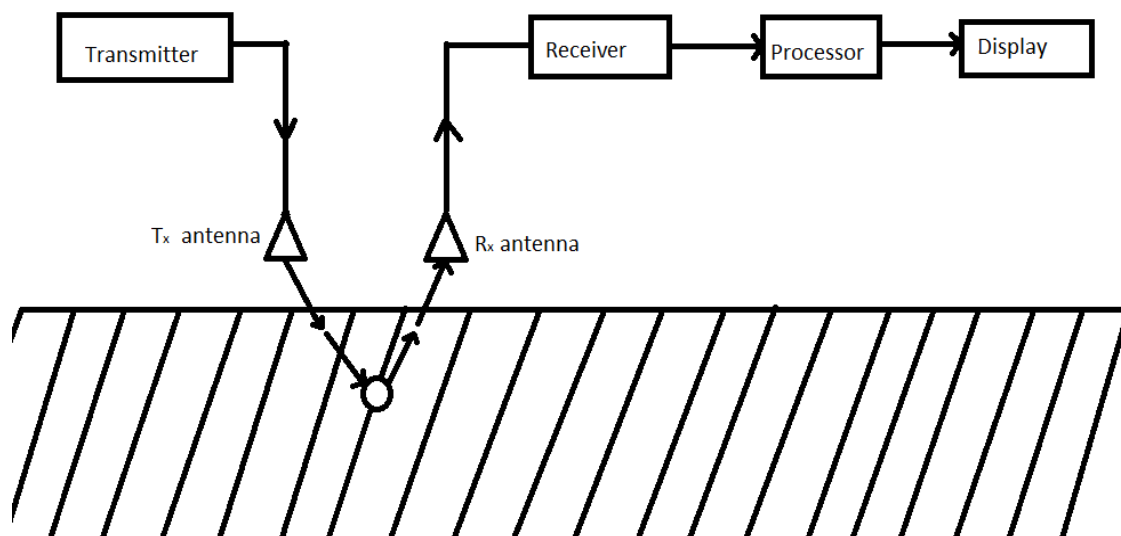 Transmitter
Receiver
Processor
Display
Tx antenna
Rx antenna